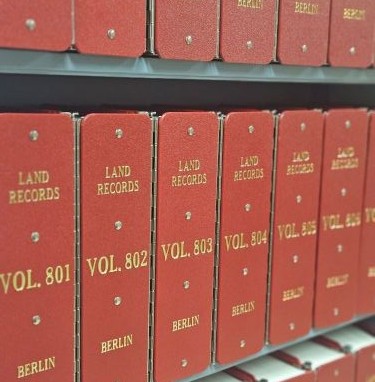 BERLIN
BERLIN
BERLIN
LAND
RECORDS
VOL. 801
BERLIN
LAND
RECORDS
VOL. 802
BERLIN
LAND
RECORDS
VOL. 803
BERLIN
LAND
RECORDS
VOL. 804
BERLIN
LAND
RECORDS
VOL. 805
BERLIN
LAND
RECORDS
VOL. 806
BERLIN